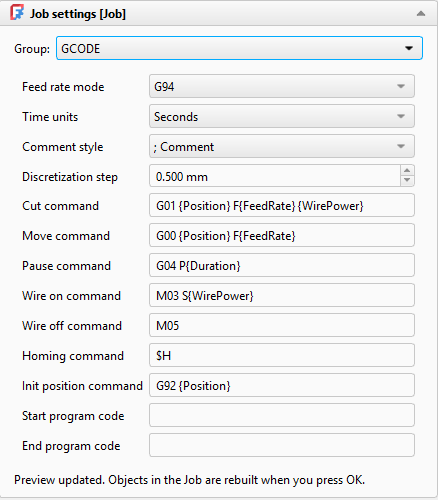 Job settings [Job]
Group: GCODE
Feed rate mode G94
Time units Seconds
Comment style ; Comment
Discretization step 0.500 mm
Cut command G01 {Position} F{FeedRate} {WirePower}
Move command G00 {Position} F{FeedRate}
Pause command G04 P{Duration}
Wire on command M03 S{WirePower}
Wire off command M05
Homing command $H
Init position command G92 {Position}
Start program code
End program code
Preview updated. Objects in the Job are rebuilt when you press OK.